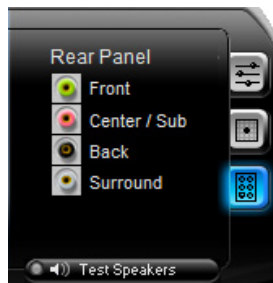 Rear Panel
Front
Center / Sub
Back
Surround
Test Speakers